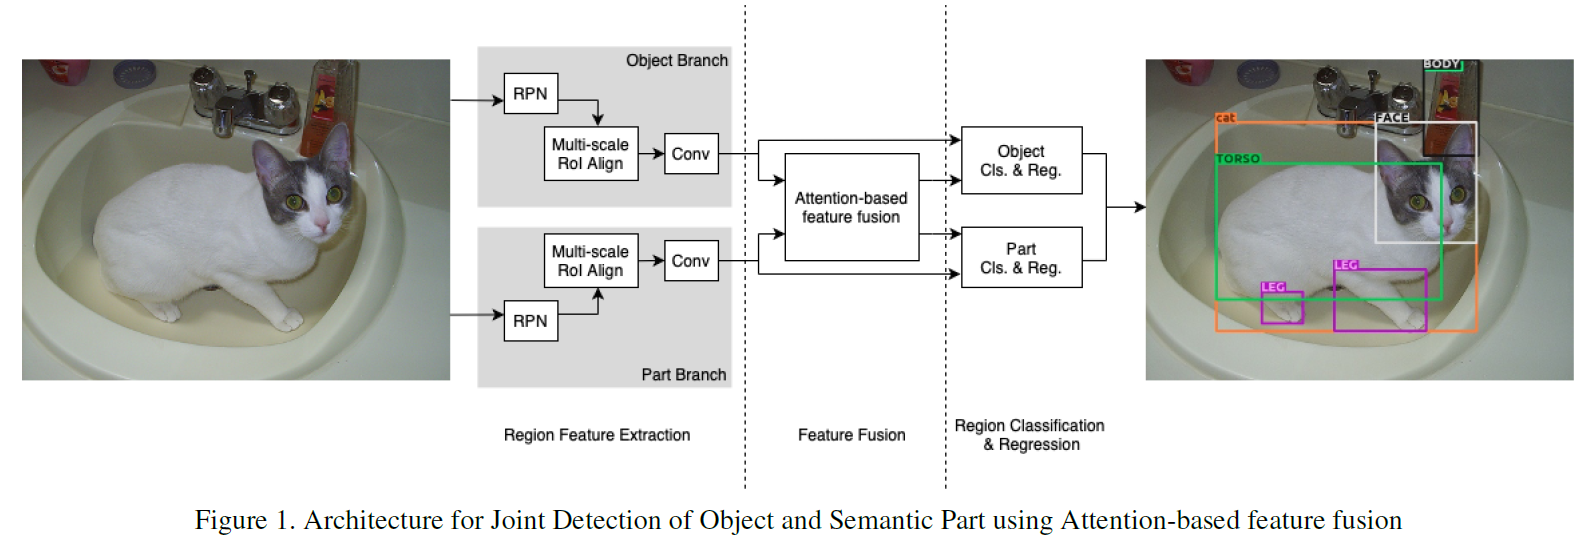 Object Branch
RPN
Multi-scale
RoI Align
Conv
Multi-scale
RoI Align
Conv
RPN
Part Branch
Region Feature Extraction
Attention-based
feature fusion
Feature Fusion
Object
Cls. & Reg.
Part
Cls. & Reg.
Region Classification
& Regression
BODY
cat
FACE
TORSO
LEG
LEG
Figure 1. Architecture for Joint Detection of Object and Semantic Part using Attention-based feature fusion